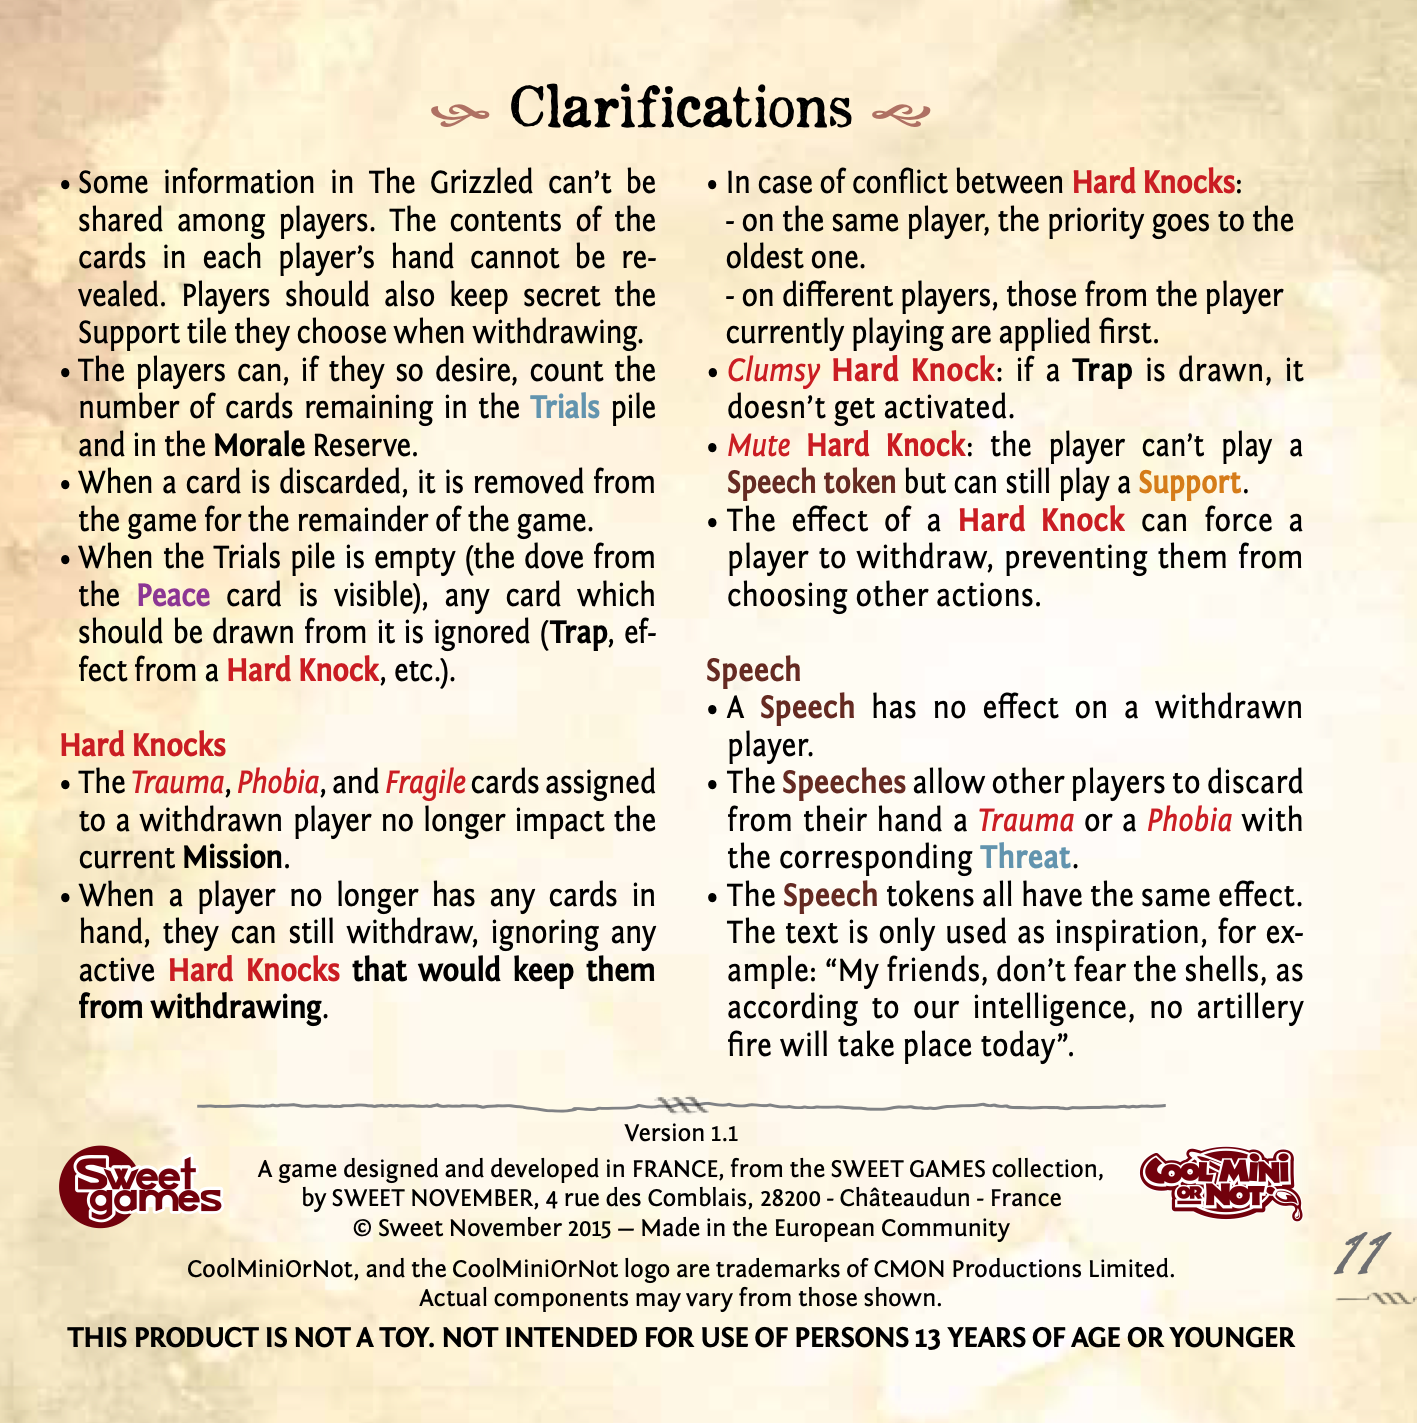 Clarifications
• Some information in The Grizzled can't be
shared among players. The contents of the
cards in each player's hand cannot be re-
vealed. Players should also keep secret the
Support tile they choose when withdrawing.
• The players can, if they so desire, count the
number of cards remaining in the Trials pile
and in the Morale Reserve.
• When a card is discarded, it is removed from
the game for the remainder of the game.
• When the Trials pile is empty (the dove from
the Peace card is visible), any card which
should be drawn from it is ignored (Trap, ef-
fect from a Hard Knock, etc.).
Hard Knocks
• The Trauma, Phobia, and Fragile cards assigned
to a withdrawn player no longer impact the
current Mission.
• When a player no longer has any cards in
hand, they can still withdraw, ignoring any
active Hard Knocks that would keep them
from withdrawing.
• In case of conflict between Hard Knocks:
- on the same player, the priority goes to the
oldest one.
- on different players, those from the player
currently playing are applied first.
• Clumsy Hard Knock: if a Trap is drawn, it
doesn't get activated.
• Mute Hard Knock: the player can't play a
Speech token but can still play a Support.
• The effect of a Hard Knock can force a
player to withdraw, preventing them from
choosing other actions.
Speech
• A Speech has no effect on a withdrawn
player.
• The Speeches allow other players to discard
from their hand a Trauma or a Phobia with
the corresponding Threat.
• The Speech tokens all have the same effect.
The text is only used as inspiration, for ex-
ample: “My friends, don't fear the shells, as
according to our intelligence, no artillery
fire will take place today”.
Version 1.1
Sweet
games
A game designed and developed in FRANCE, from the SWEET GAMES collection,
by SWEET NOVEMBER, 4 rue des Comblais, 28200 - Châteaudun - France
© Sweet November 2015 — Made in the European Community
COOL MINI
OR NOT
CoolMiniOrNot, and the CoolMiniOrNot logo are trademarks of CMON Productions Limited.
Actual components may vary from those shown.
THIS PRODUCT IS NOT A TOY. NOT INTENDED FOR USE OF PERSONS 13 YEARS OF AGE OR YOUNGER
11